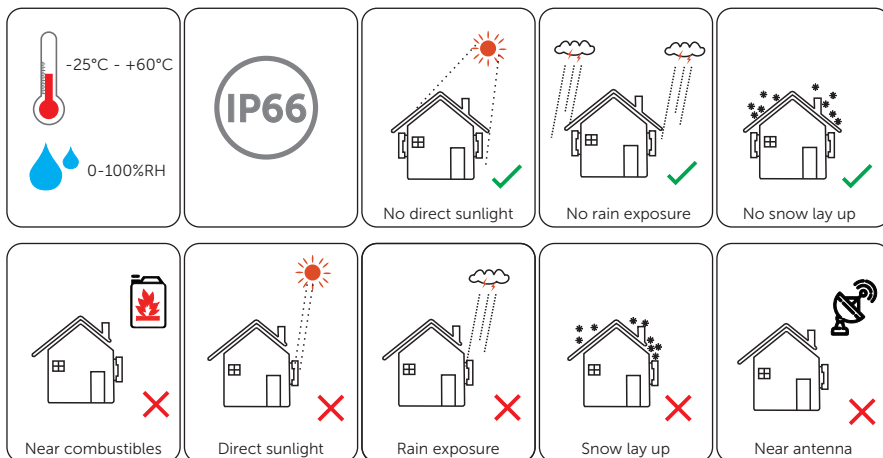 -25°C - +60°C
0-100%RH
IP66
No direct sunlight
No rain exposure
No snow lay up
Near combustibles
Direct sunlight
Rain exposure
Snow lay up
Near antenna